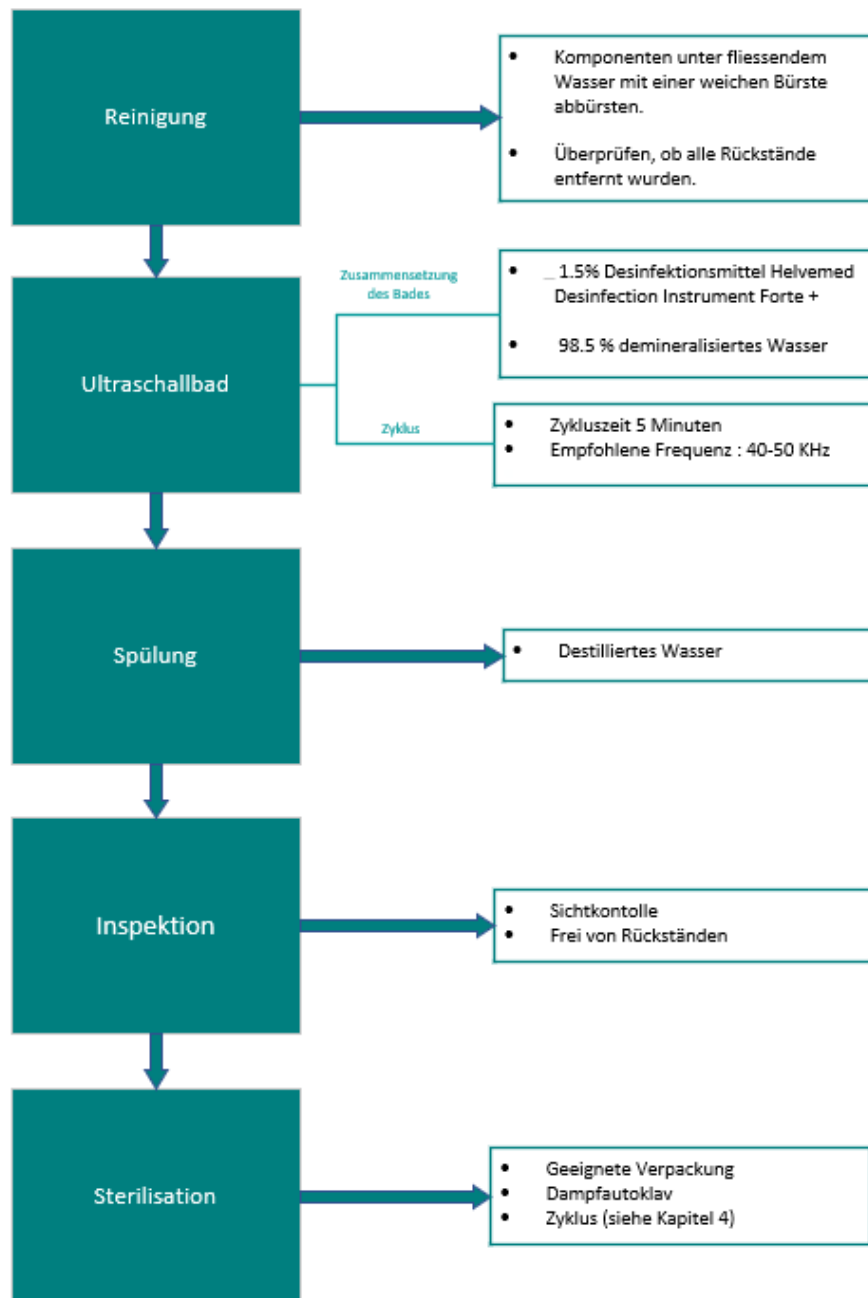 Reinigung
• Komponenten unter fliessendem
Wasser mit einer weichen Bürste
abbürsten.
• Überprüfen, ob alle Rückstände
entfernt wurden.
Ultraschallbad
Zusammensetzung
des Bades
• _ 1.5% Desinfektionsmittel Helvemed
Desinfection Instrument Forte +
• 98.5 % demineralisiertes Wasser
Zyklus
• Zykluszeit 5 Minuten
• Empfohlene Frequenz : 40-50 KHz
Spülung
• Destilliertes Wasser
Inspektion
• Sichtkontolle
• Frei von Rückständen
Sterilisation
• Geeignete Verpackung
• Dampfautoklav
• Zyklus (siehe Kapitel 4)